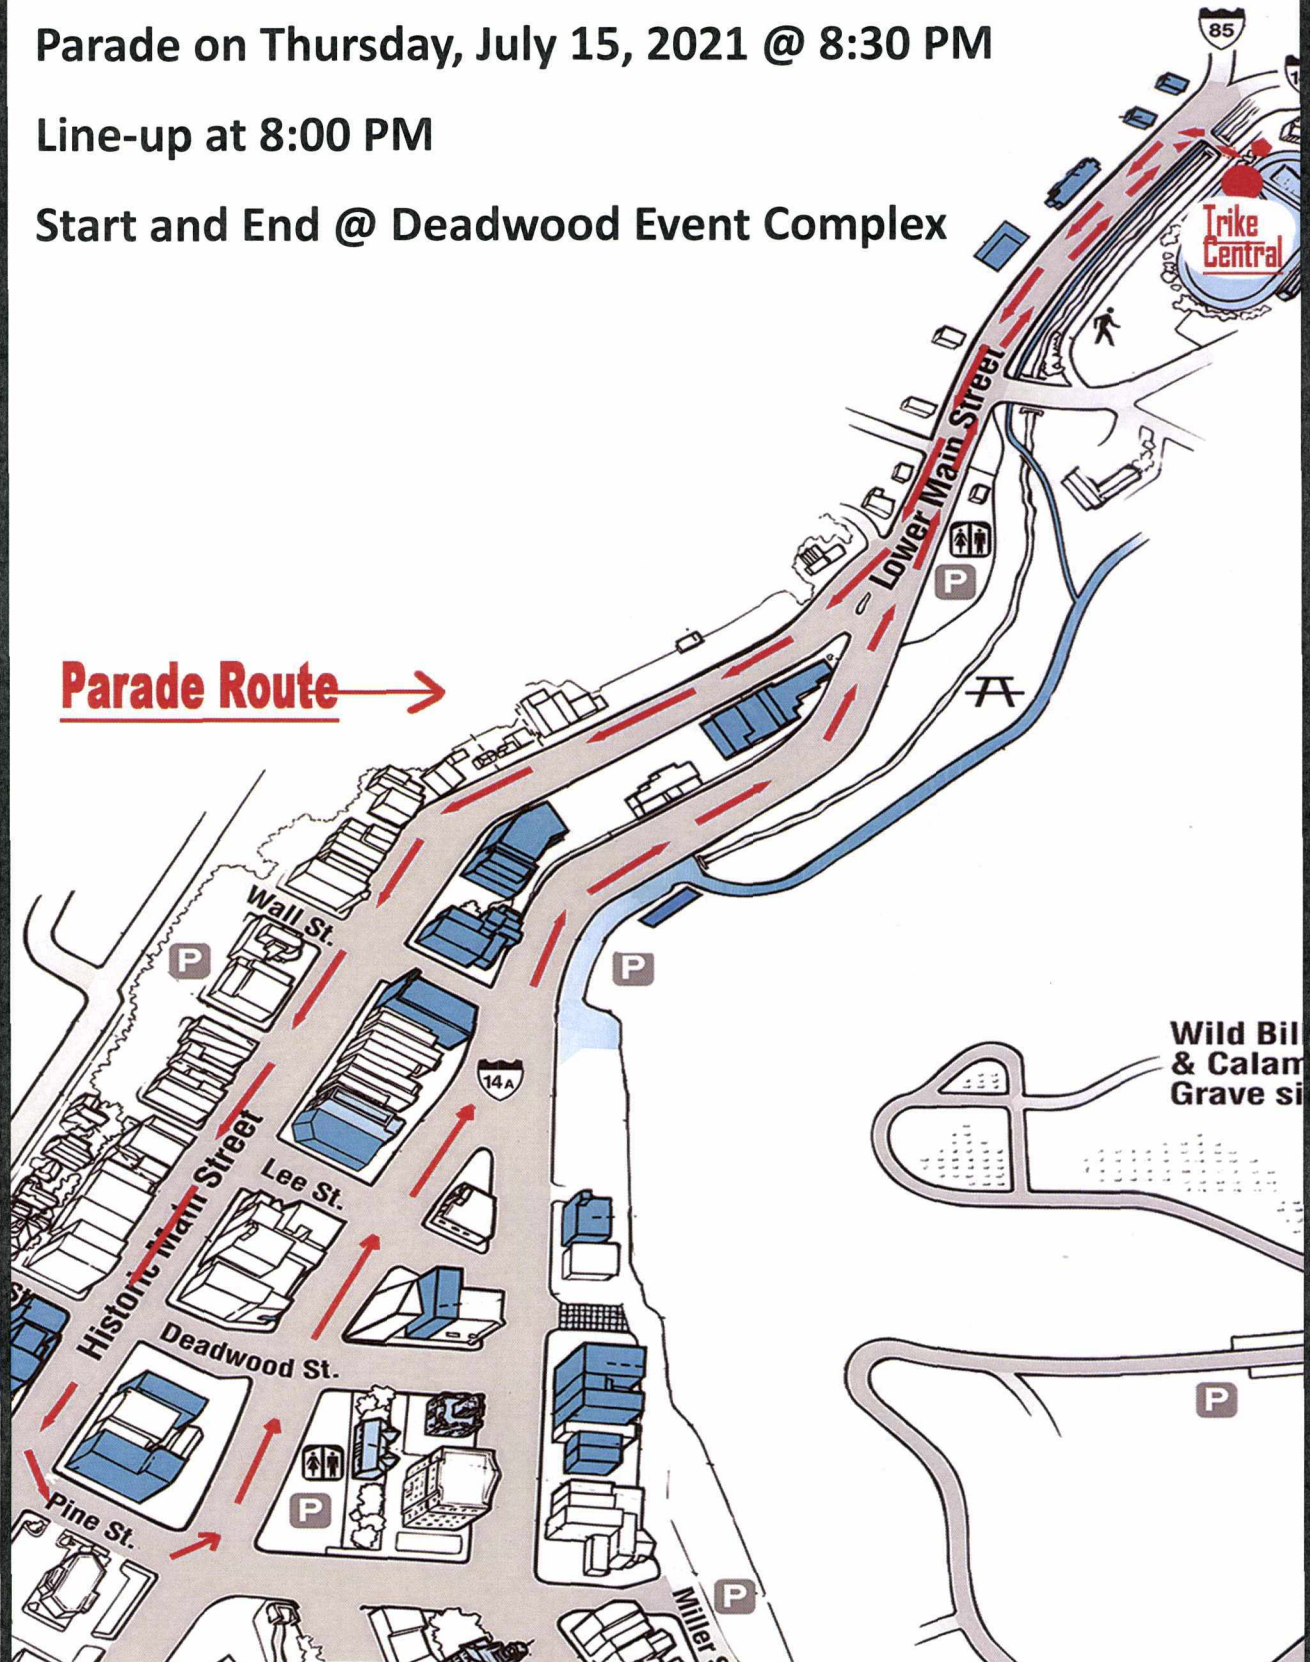 Parade on Thursday, July 15, 2021 @ 8:30 PM
Line-up at 8:00 PM
Start and End @ Deadwood Event Complex
85
Trike
Central
Lower Main Street
P
Parade Route
Wall St.
P
P
14A
Wild Bil
& Calam
Grave si
Historic Main Street
Lee St.
Deadwood St.
P
P
Pine St.
P
Miller S